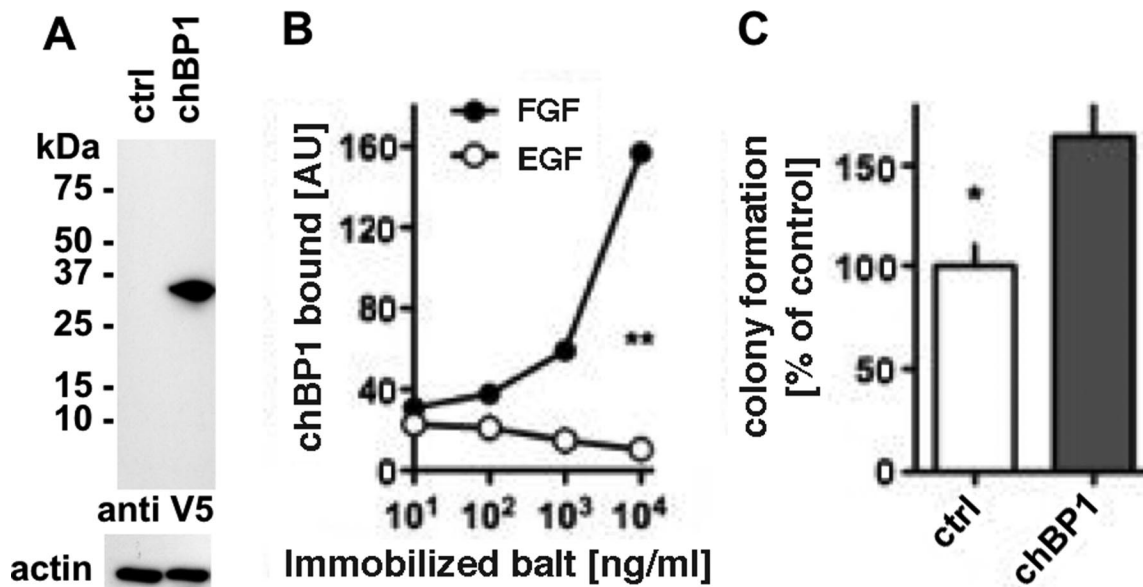 A
ctrl
chBP1
kDa
75 -
50 -
37 -
25 -
15 -
10 -
anti V5
actin
B
chBP1 bound [AU]
160
120
80
40
0
FGF
EGF
**
10¹ 10² 10³ 10⁴
Immobilized balt [ng/ml]
C
colony formation
[% of control]
150
100
50
0
*
ctrl
chBP1